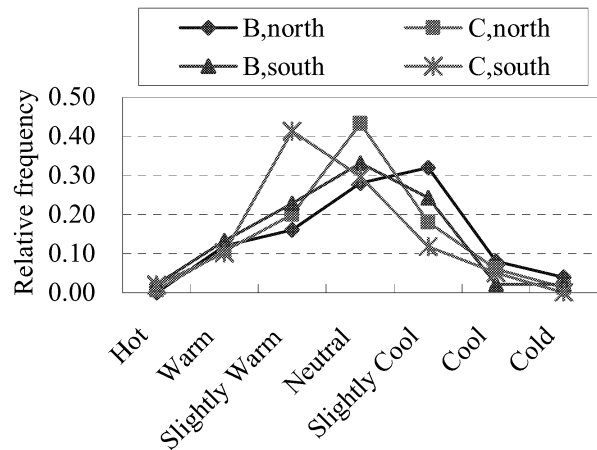 B,north C,north
B,south C,south
Relative frequency
0.50
0.40
0.30
0.20
0.10
0.00
Hot
Warm
Slightly Warm
Neutral
Slightly Cool
Cool
Cold